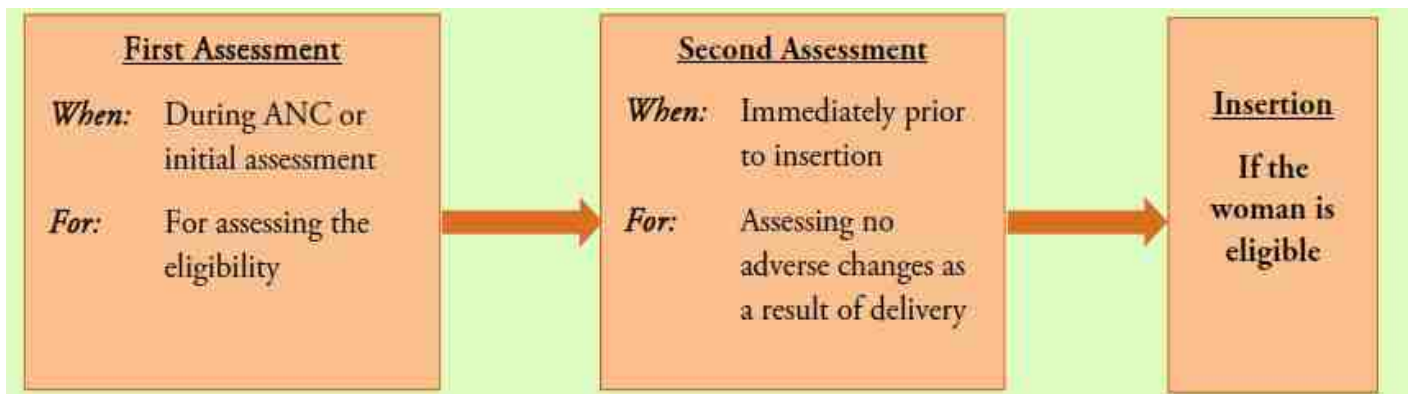 First Assessment
When: During ANC or
initial assessment
For: For assessing the
eligibility
Second Assessment
When: Immediately prior
to insertion
For: Assessing no
adverse changes as
a result of delivery
Insertion
If the
woman is
eligible